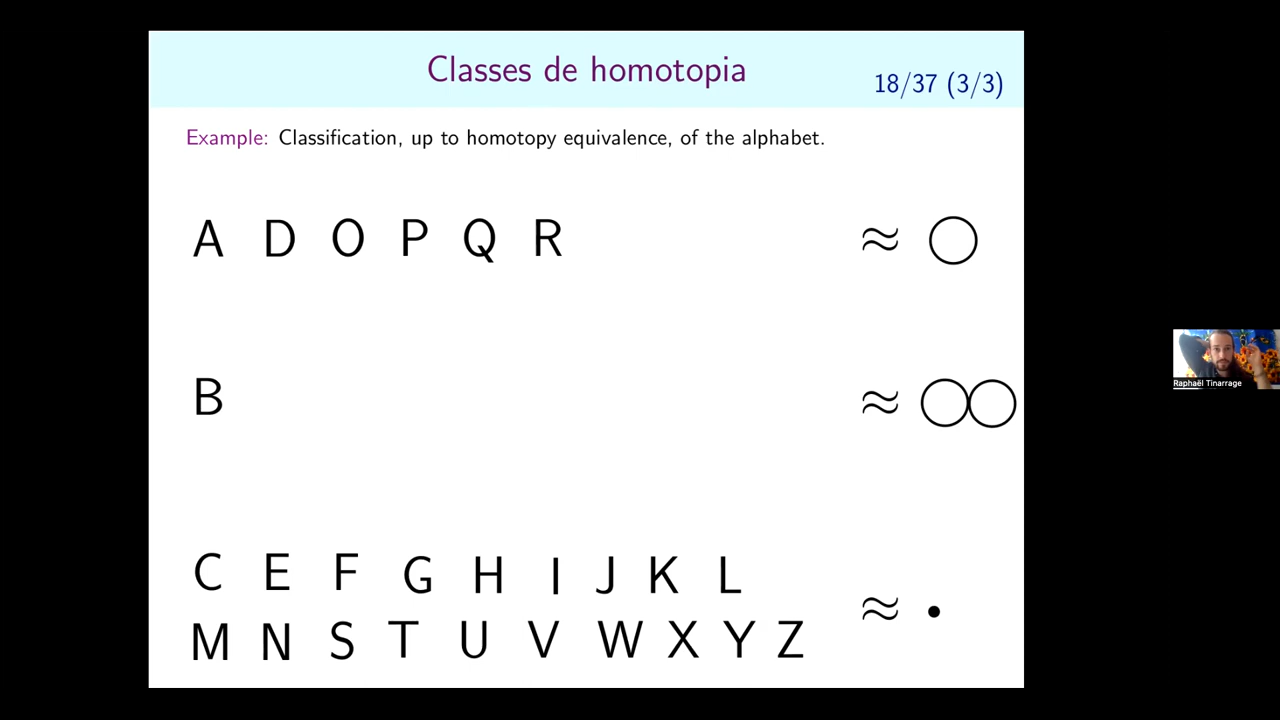 Classes de homotopia
18/37 (3/3)
Example: Classification, up to homotopy equivalence, of the alphabet.
A D O P Q R ≈ ○
B ≈ ○○
C E F G H I J K L
M N S T U V W X Y Z ≈ •
Raphaël Tinarrage